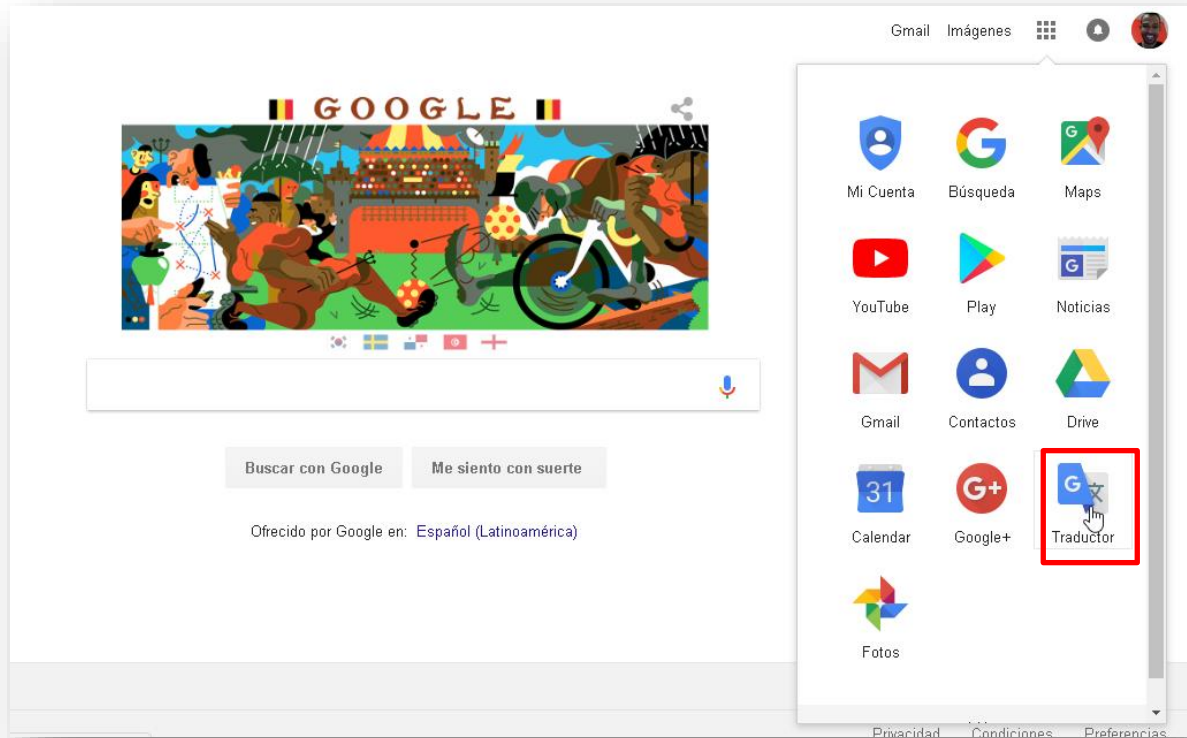 Gmail Imágenes
GOOGLE
Mi Cuenta Búsqueda Maps
YouTube Play Noticias
Gmail Contactos Drive
31 G+ G 文
Calendar Google+ Traductor
Fotos
Buscar con Google Me siento con suerte
Ofrecido por Google en: Español (Latinoamérica)
Privacidad Condiciones Preferencias